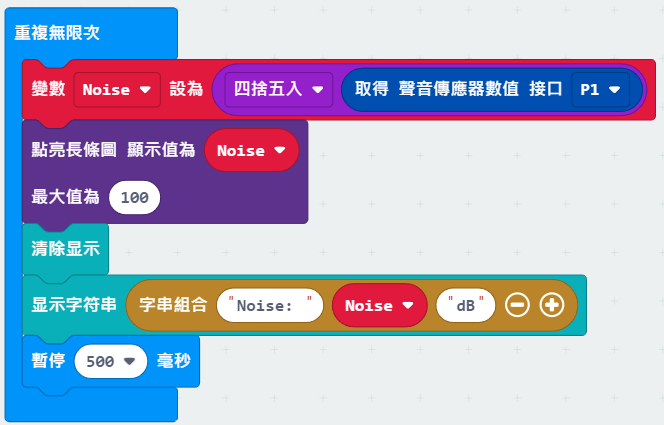 重複無限次
變數 Noise 設為 四捨五入 取得 聲音傳應器數值 接口 P1
點亮長條圖 顯示值為 Noise
最大值為 100
清除显示
显示字符串 字串組合 "Noise: " Noise "dB"
暫停 500 毫秒